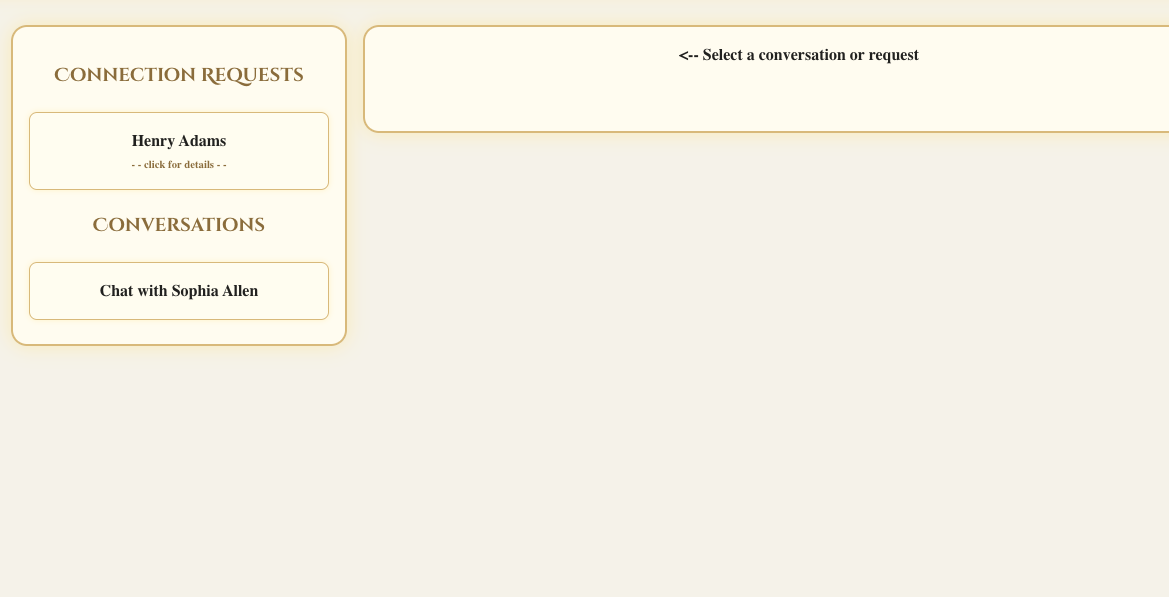 Connection Requests
Henry Adams
- - click for details - -
Conversations
Chat with Sophia Allen
<-- Select a conversation or request